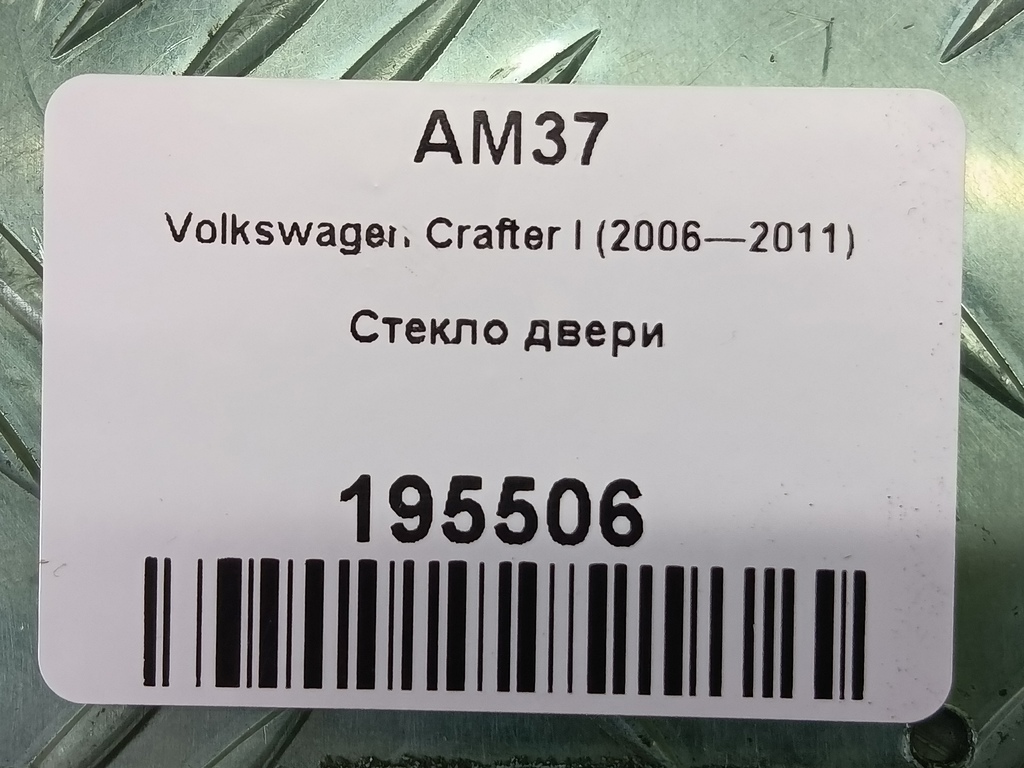 AM37
Volkswagen Crafter I (2006—2011)
Стекло двери
195506